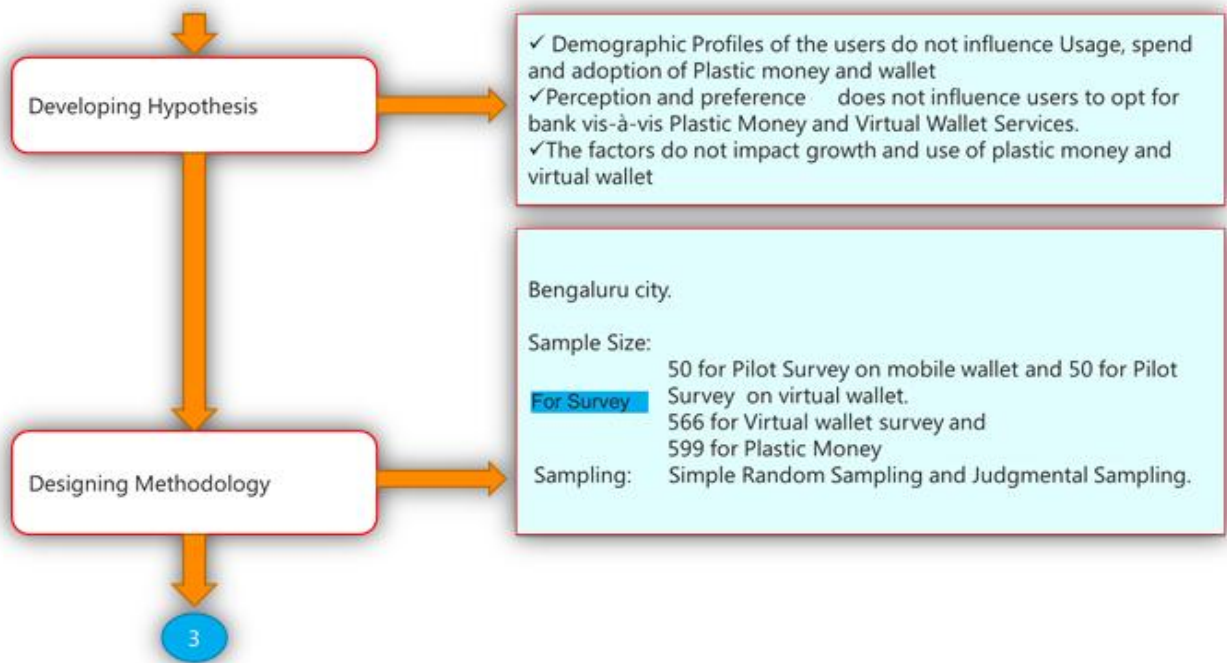 Developing Hypothesis
✓ Demographic Profiles of the users do not influence Usage, spend
and adoption of Plastic money and wallet
✓Perception and preference does not influence users to opt for
bank vis-à-vis Plastic Money and Virtual Wallet Services.
✓The factors do not impact growth and use of plastic money and
virtual wallet
Designing Methodology
Bengaluru city.
Sample Size:
50 for Pilot Survey on mobile wallet and 50 for Pilot
For Survey Survey on virtual wallet.
566 for Virtual wallet survey and
599 for Plastic Money
Sampling: Simple Random Sampling and Judgmental Sampling.
3